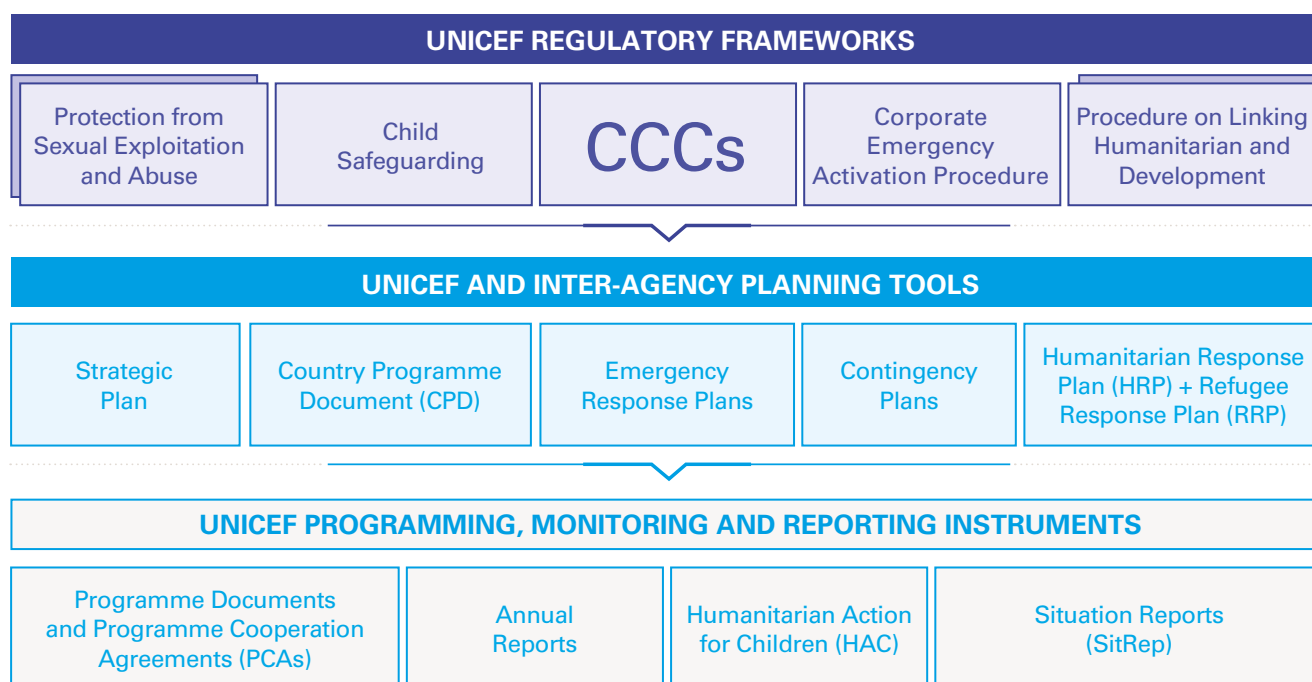 UNICEF REGULATORY FRAMEWORKS
Protection from
Sexual Exploitation
and Abuse
Child
Safeguarding
CCCs
Corporate
Emergency
Activation Procedure
Procedure on Linking
Humanitarian and
Development
UNICEF AND INTER-AGENCY PLANNING TOOLS
Strategic
Plan
Country Programme
Document (CPD)
Emergency
Response Plans
Contingency
Plans
Humanitarian Response
Plan (HRP) + Refugee
Response Plan (RRP)
UNICEF PROGRAMMING, MONITORING AND REPORTING INSTRUMENTS
Programme Documents
and Programme Cooperation
Agreements (PCAs)
Annual
Reports
Humanitarian Action
for Children (HAC)
Situation Reports
(SitRep)